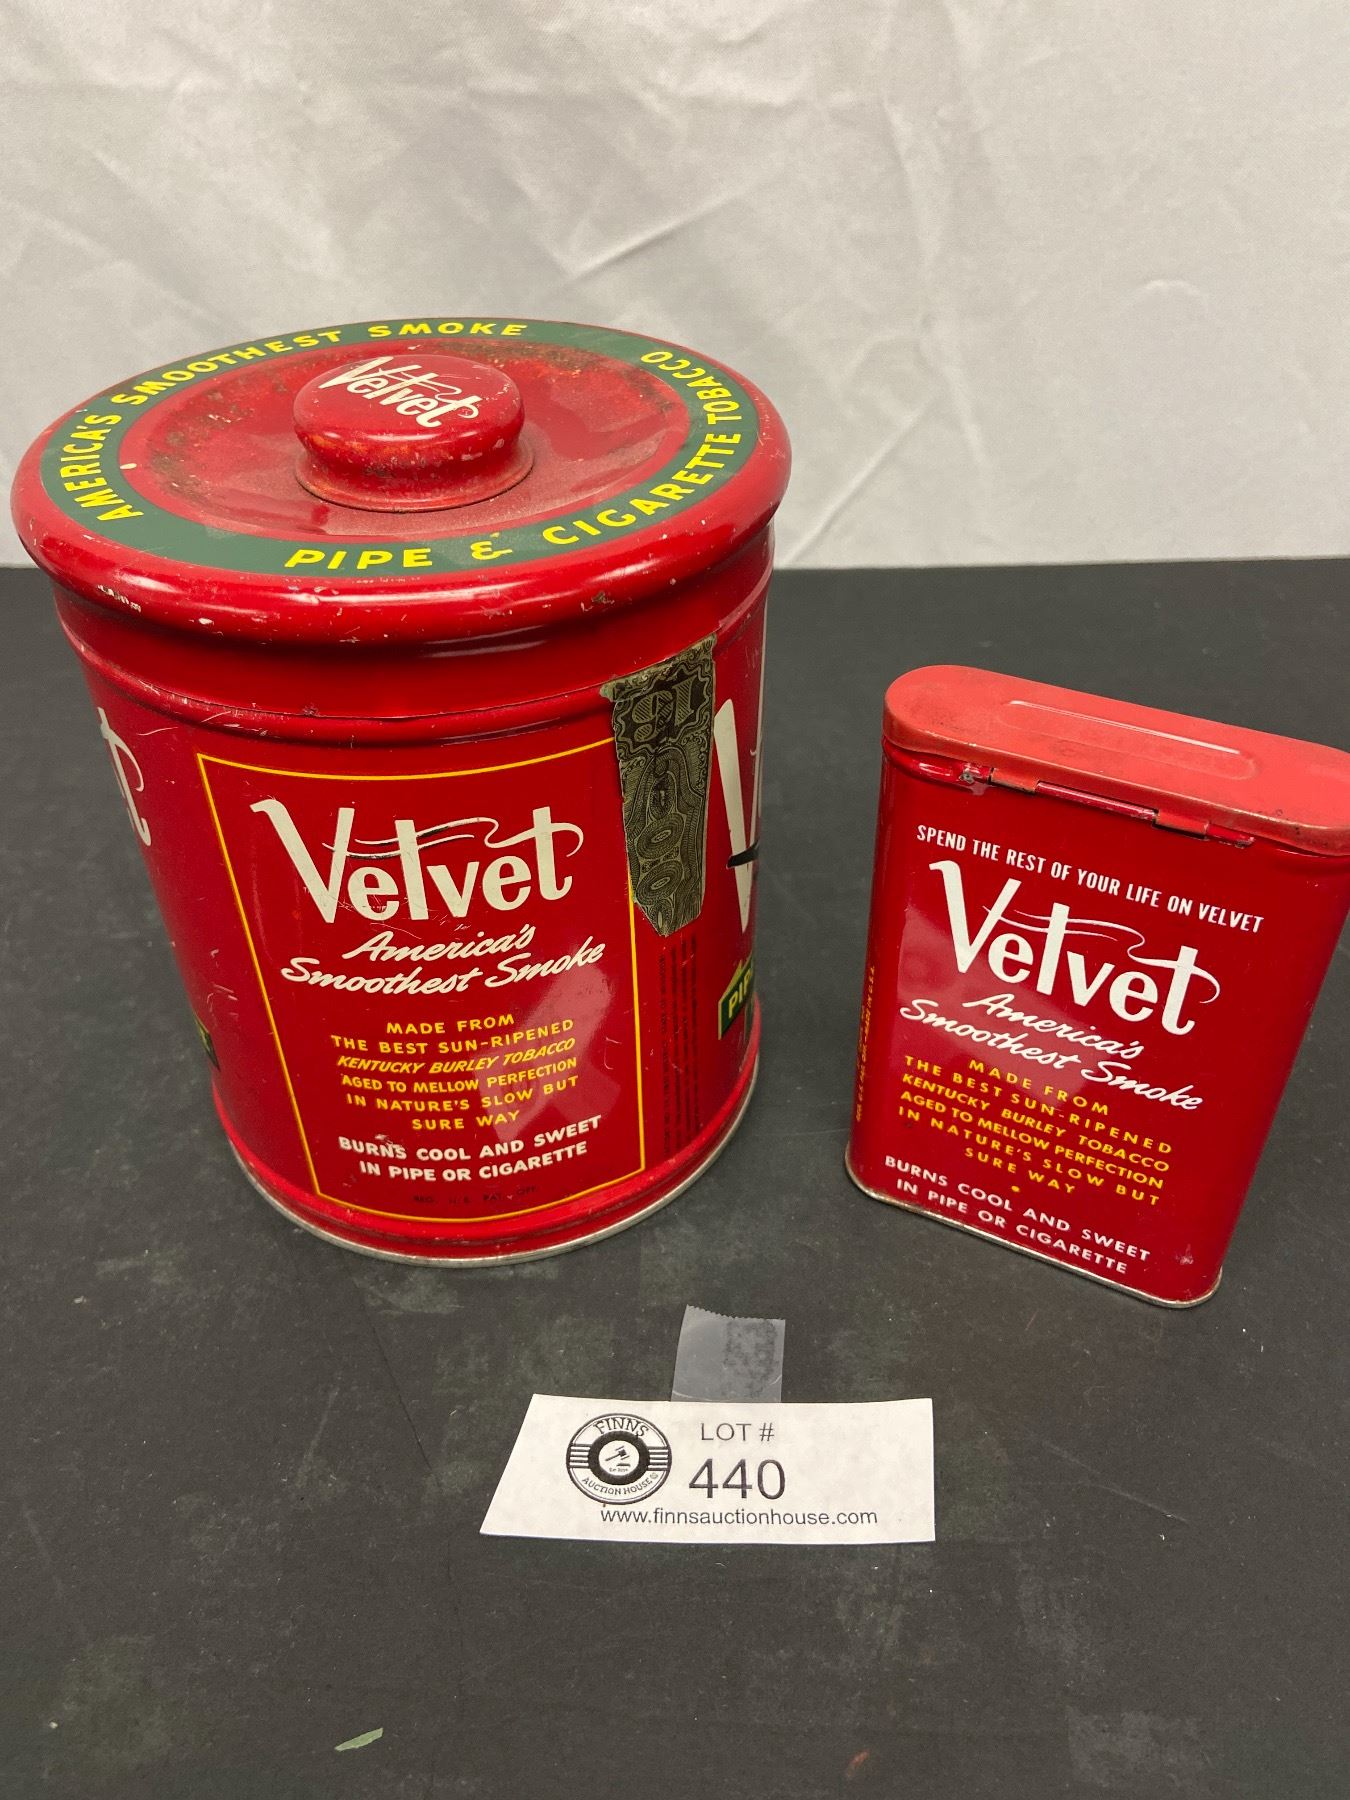 AMERICA'S SMOOTHEST SMOKE
PIPE & CIGARETTE TOBACCO
Velvet
Velvet
America's
Smoothest Smoke
MADE FROM
THE BEST SUN-RIPENED
KENTUCKY BURLEY TOBACCO
AGED TO MELLOW PERFECTION
IN NATURE'S SLOW BUT
SURE WAY
BURNS COOL AND SWEET
IN PIPE OR CIGARETTE
REG. U.S. PAT. OFF.
PIP
SPEND THE REST OF YOUR LIFE ON VELVET
Velvet
America's
Smoothest Smoke
MADE FROM
THE BEST SUN-RIPENED
KENTUCKY BURLEY TOBACCO
AGED TO MELLOW PERFECTION
IN NATURE'S SLOW BUT
SURE WAY
BURNS COOL AND SWEET
IN PIPE OR CIGARETTE
FINNS
AUCTION HOUSE
LOT #
440
www.finnsauctionhouse.com